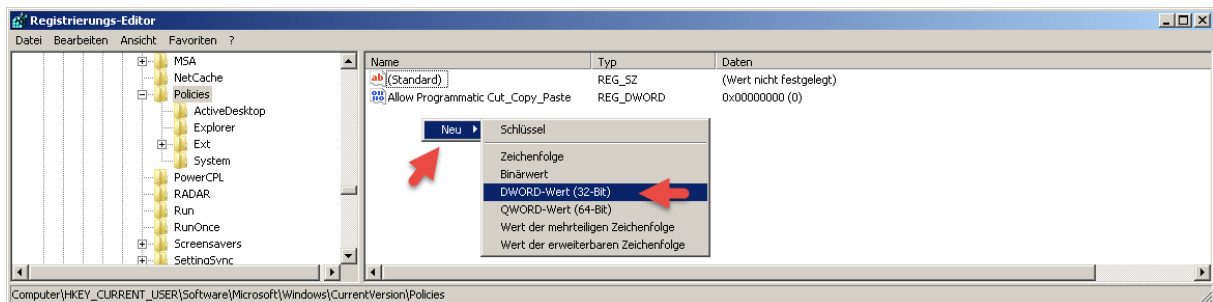 Registrierungs-Editor
Datei Bearbeiten Ansicht Favoriten ?
MSA
NetCache
Policies
ActiveDesktop
Explorer
Ext
System
PowerCPL
RADAR
Run
RunOnce
Screensavers
SettingSync
Name Typ Daten
ab (Standard) REG_SZ (Wert nicht festgelegt)
Allow Programmatic Cut_Copy_Paste REG_DWORD 0x00000000 (0)
Neu
Schlüssel
Zeichenfolge
Binärwert
DWORD-Wert (32-Bit)
QWORD-Wert (64-Bit)
Wert der mehrteiligen Zeichenfolge
Wert der erweiterbaren Zeichenfolge
Computer\HKEY_CURRENT_USER\Software\Microsoft\Windows\CurrentVersion\Policies